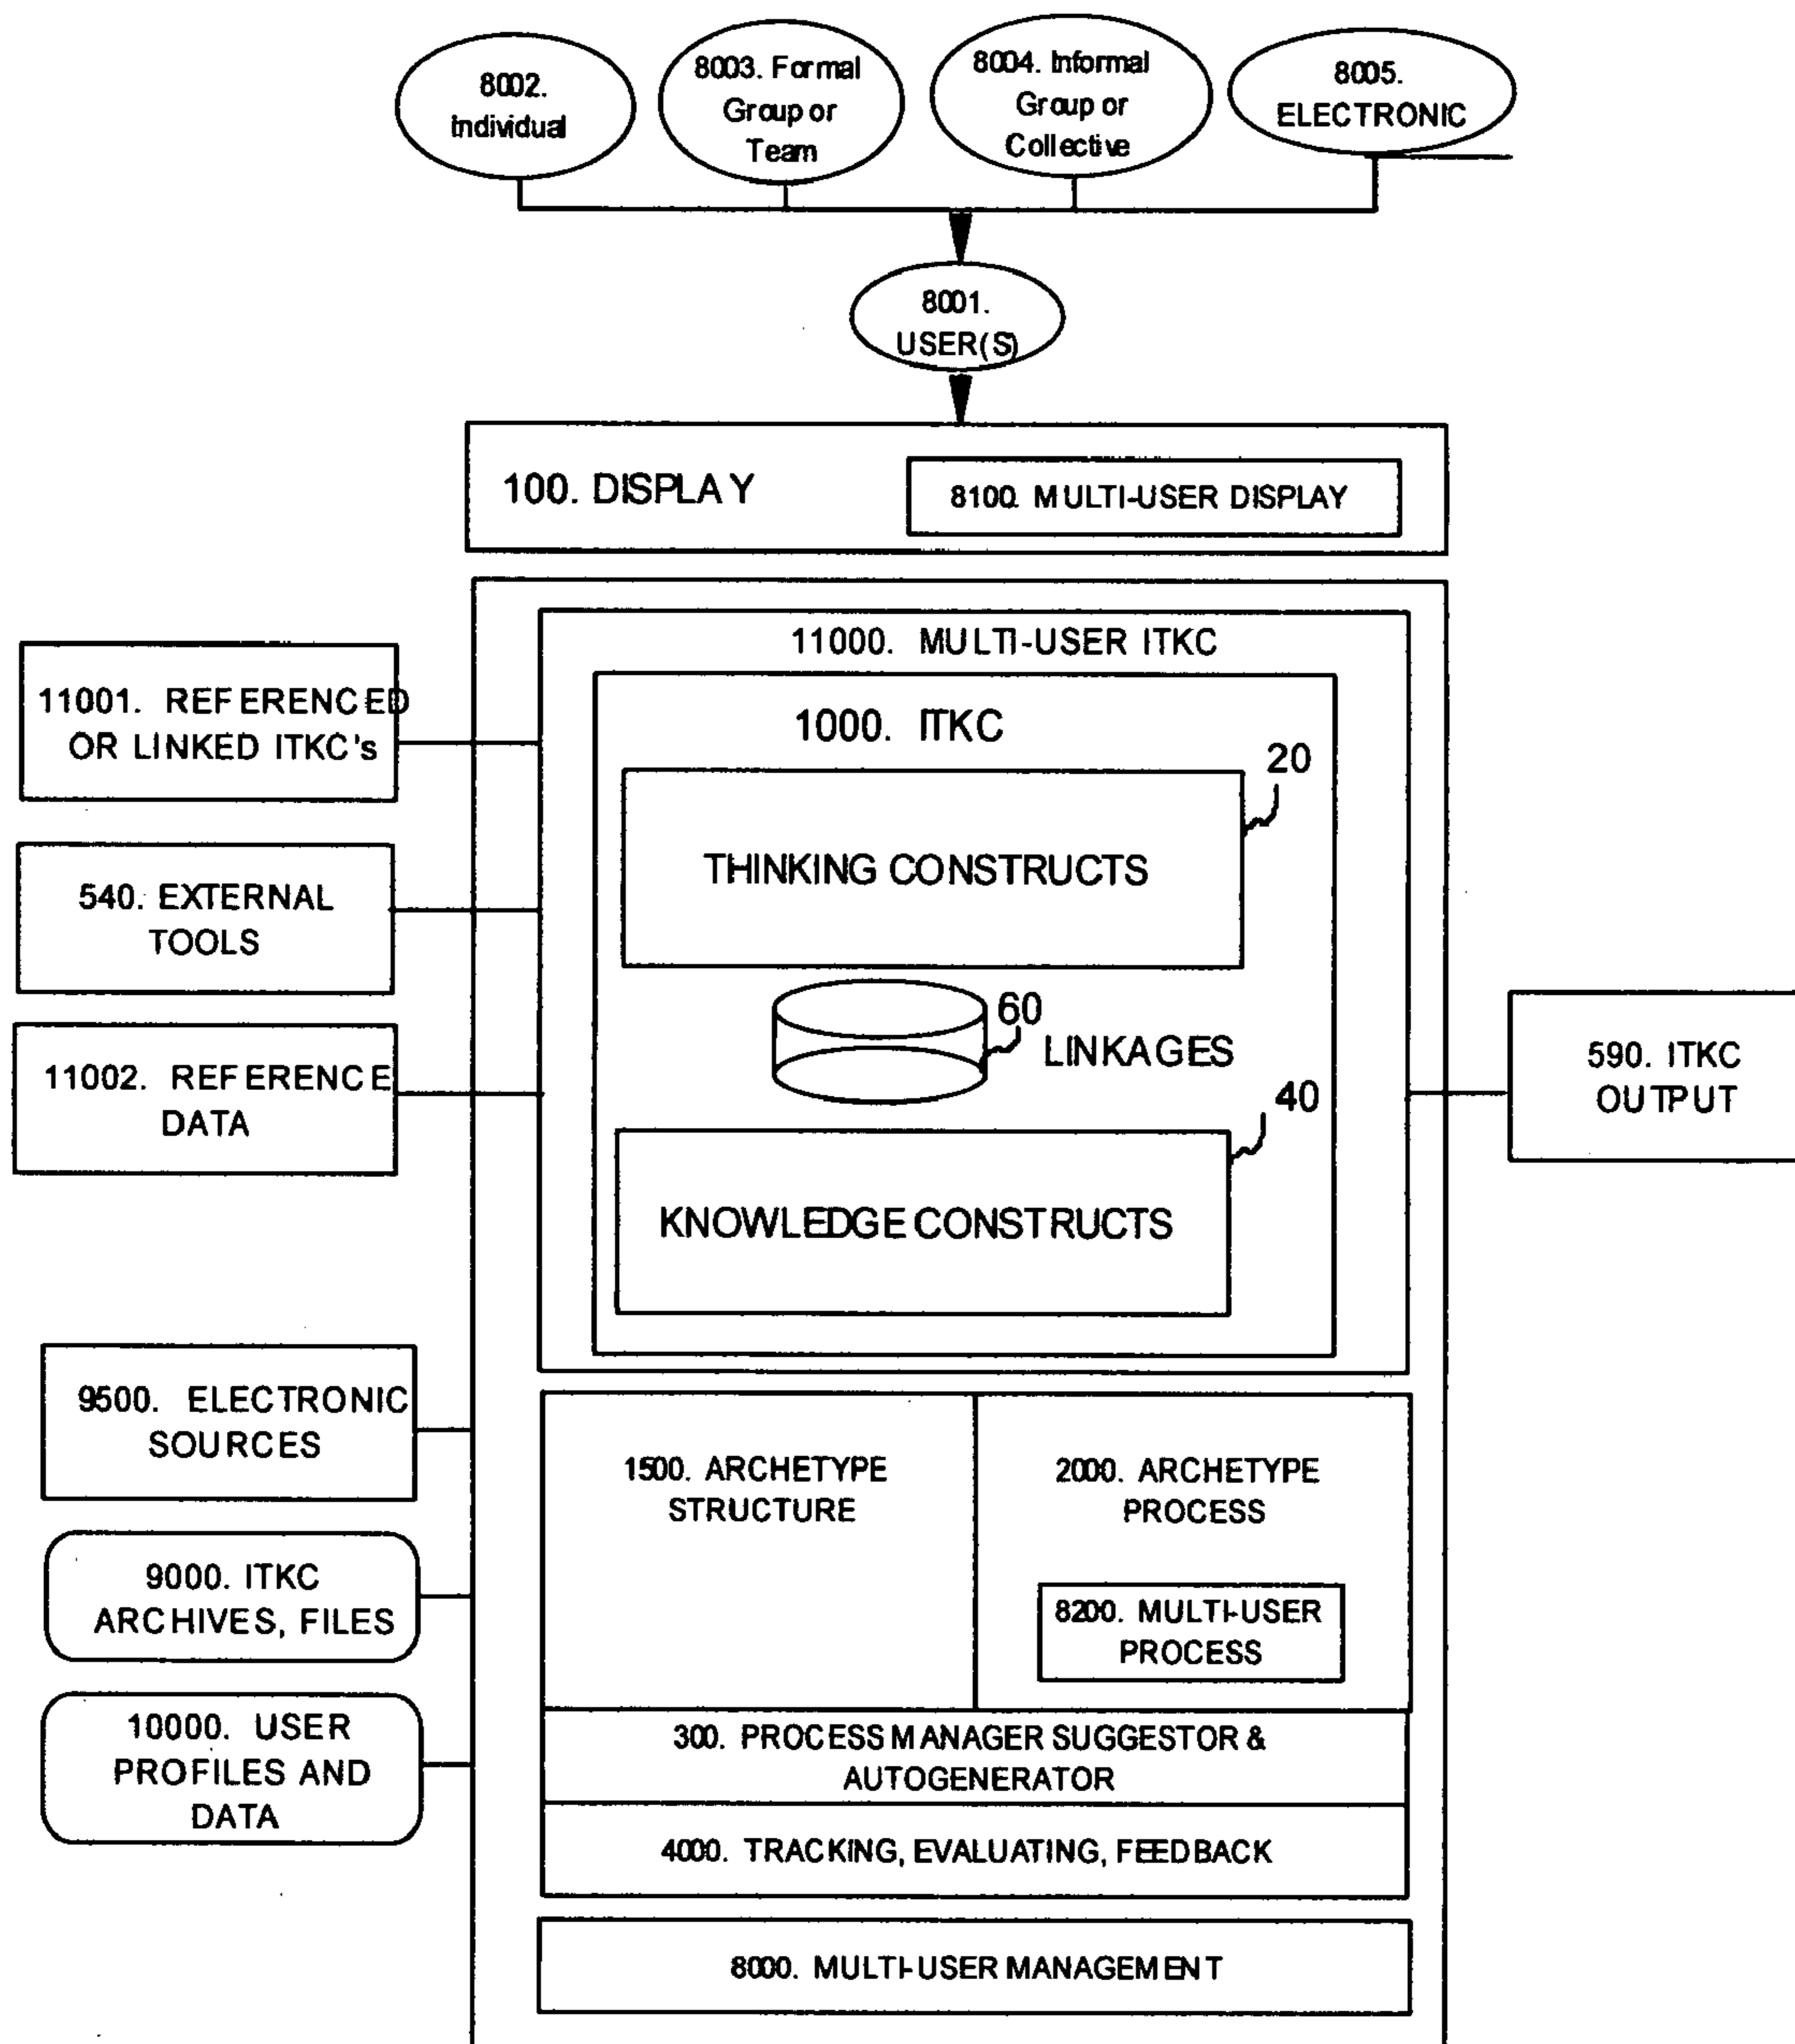 8002.
Individual
8003. Formal
Group or
Team
8004. Informal
Group or
Collective
8005.
ELECTRONIC
8001.
USER(S)
100. DISPLAY
8100. MULTI-USER DISPLAY
11000. MULTI-USER ITKC
11001. REFERENCED
OR LINKED ITKC's
1000. ITKC
20
THINKING CONSTRUCTS
540. EXTERNAL
TOOLS
60
LINKAGES
11002. REFERENCE
DATA
590. ITKC
OUTPUT
40
KNOWLEDGE CONSTRUCTS
9500. ELECTRONIC
SOURCES
1500. ARCHETYPE
STRUCTURE
2000. ARCHETYPE
PROCESS
9000. ITKC
ARCHIVES, FILES
8200. MULTI-USER
PROCESS
10000. USER
PROFILES AND
DATA
300. PROCESS MANAGER SUGGESTOR &
AUTOGENERATOR
4000. TRACKING, EVALUATING, FEEDBACK
8000. MULTI-USER MANAGEMENT